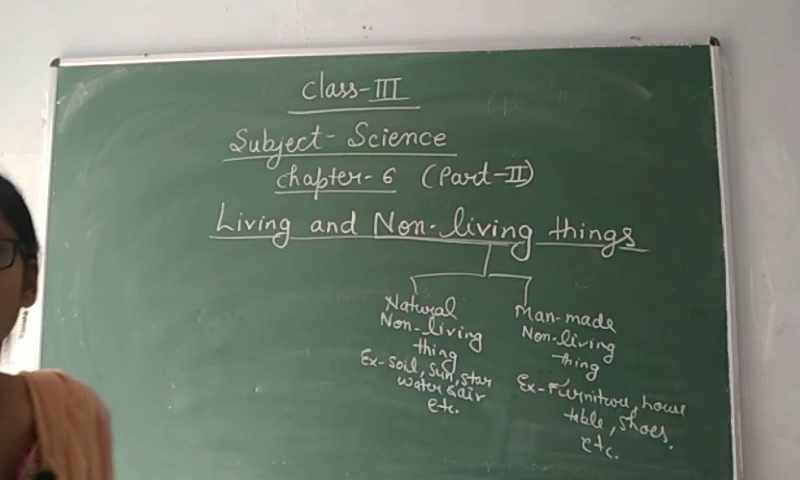 Class-III
Subject-Science
Chapter-6 (Part-II)
Living and Non-living things
Natural
Non-living
thing
Ex-Soil, Sun, Star
water & air
etc.
Man-made
Non-living
thing
Ex-Furniture, house
table, shoes.
etc.